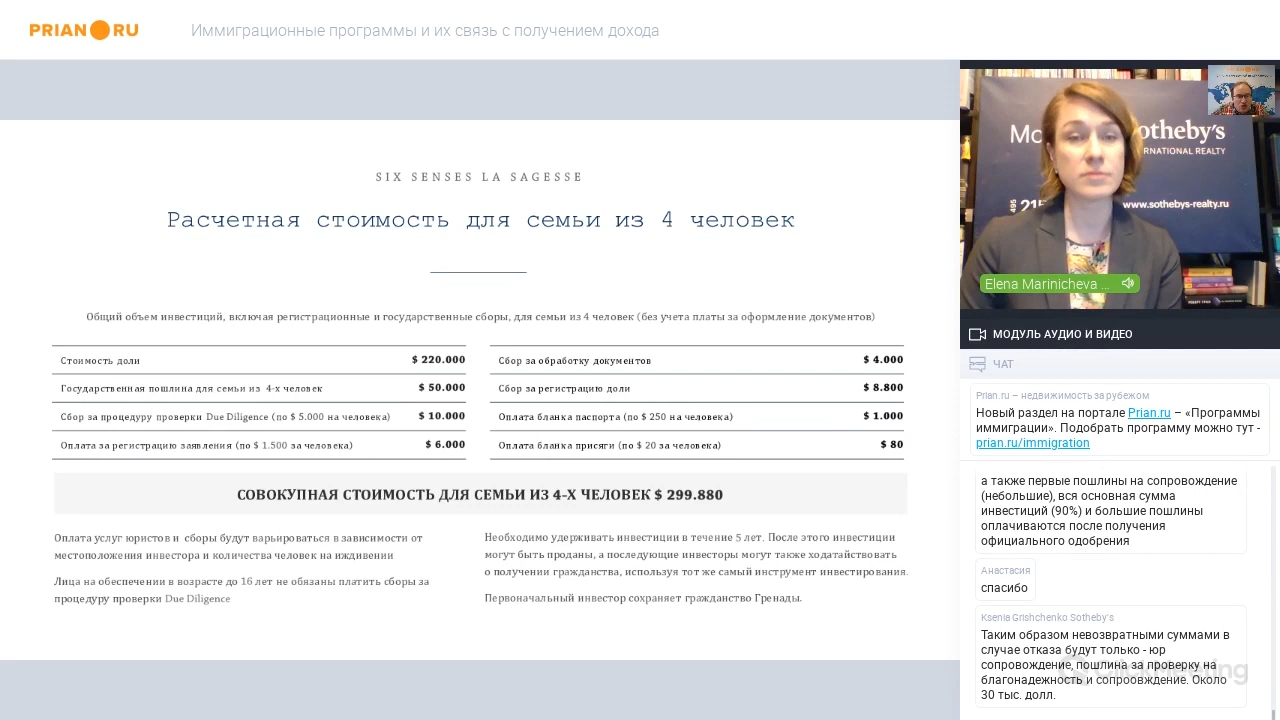 PRIAN RU
Иммиграционные программы и их связь с получением дохода
SIX SENSES LA SAGESSE
Расчетная стоимость для семьи из 4 человек
Общий объем инвестиций, включая регистрационные и государственные сборы, для семьи из 4 человек (без учета платы за оформление документов)
Стоимость доли $ 220.000
Государственная пошлина для семьи из 4-х человек $ 50.000
Сбор за процедуру проверки Due Diligence (по $ 5.000 на человека) $ 10.000
Оплата за регистрацию заявления (по $ 1.500 за человека) $ 6.000
Сбор за обработку документов $ 4.000
Сбор за регистрацию доли $ 8.800
Оплата бланка паспорта (по $ 250 на человека) $ 1.000
Оплата бланка присяги (по $ 20 за человека) $ 80
СОВОКУПНАЯ СТОИМОСТЬ ДЛЯ СЕМЬИ ИЗ 4-Х ЧЕЛОВЕК $ 299.880
Оплата услуг юристов и сборы будут варьироваться в зависимости от
местоположения инвестора и количества человек на иждивении
Лица на обеспечении в возрасте до 16 лет не обязаны платить сборы за
процедуру проверки Due Diligence
Необходимо удерживать инвестиции в течение 5 лет. После этого инвестиции
могут быть проданы, а последующие инвесторы могут также ходатайствовать
о получении гражданства, используя тот же самый инструмент инвестирования.
Первоначальный инвестор сохраняет гражданство Гренады.
Мо
otheby's
RNATIONAL REALTY
495
215
www.sothebys-realty.ru
Elena Marinicheva ...
МОДУЛЬ АУДИО И ВИДЕО
ЧАТ
Prian.ru – недвижимость за рубежом
Новый раздел на портале Prian.ru – «Программы
иммиграции». Подобрать программу можно тут -
prian.ru/immigration
а также первые пошлины на сопровождение
(небольшие), вся основная сумма
инвестиций (90%) и большие пошлины
оплачиваются после получения
официального одобрения
Анастасия
спасибо
Ksenia Grishchenko Sotheby's
Таким образом невозвратными суммами в
случае отказа будут только - юр
сопровождение, пошлина за проверку на
благонадежность и сопроовждение. Около
30 тыс. долл.
ClickMeeting